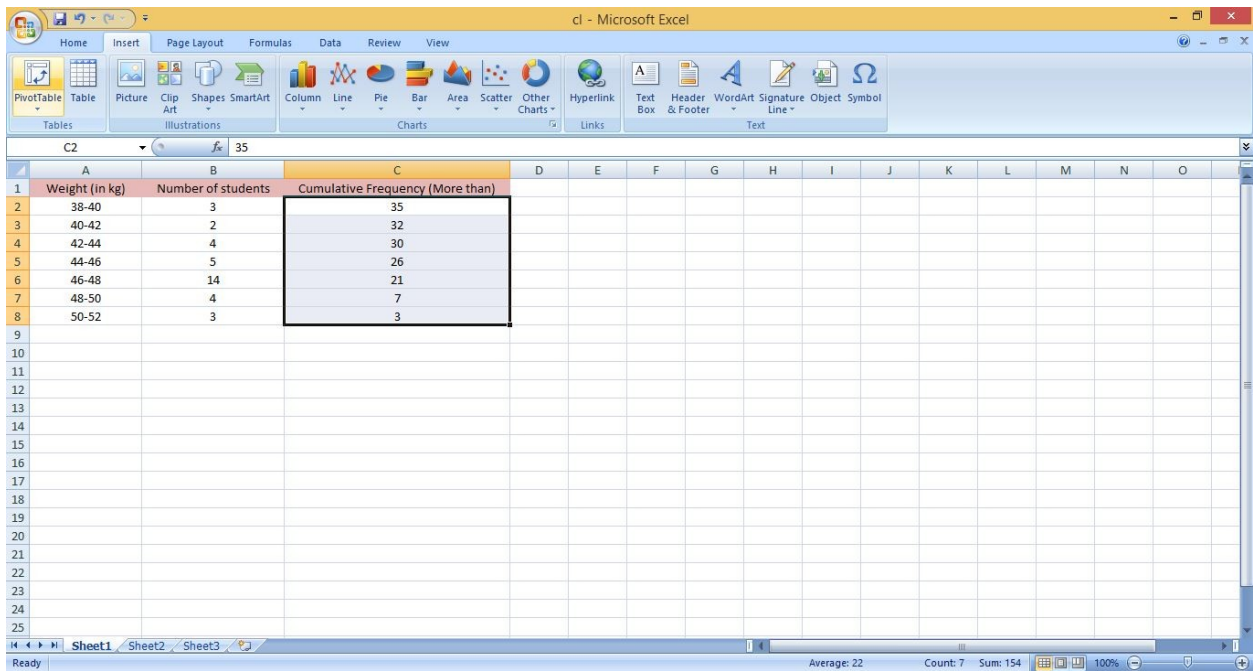 cl - Microsoft Excel
Home Insert Page Layout Formulas Data Review View
PivotTable Table Picture Clip Art Shapes SmartArt Column Line Pie Bar Area Scatter Other Charts Hyperlink Text Box Header & Footer WordArt Signature Line Object Symbol
Tables Illustrations Charts Links Text
C2 fx 35
A B C D E F G H I J K L M N O
1 Weight (in kg) Number of students Cumulative Frequency (More than)
2 38-40 3 35
3 40-42 2 32
4 42-44 4 30
5 44-46 5 26
6 46-48 14 21
7 48-50 4 7
8 50-52 3 3
9
10
11
12
13
14
15
16
17
18
19
20
21
22
23
24
25
Sheet1 Sheet2 Sheet3
Ready Average: 22 Count: 7 Sum: 154 100%